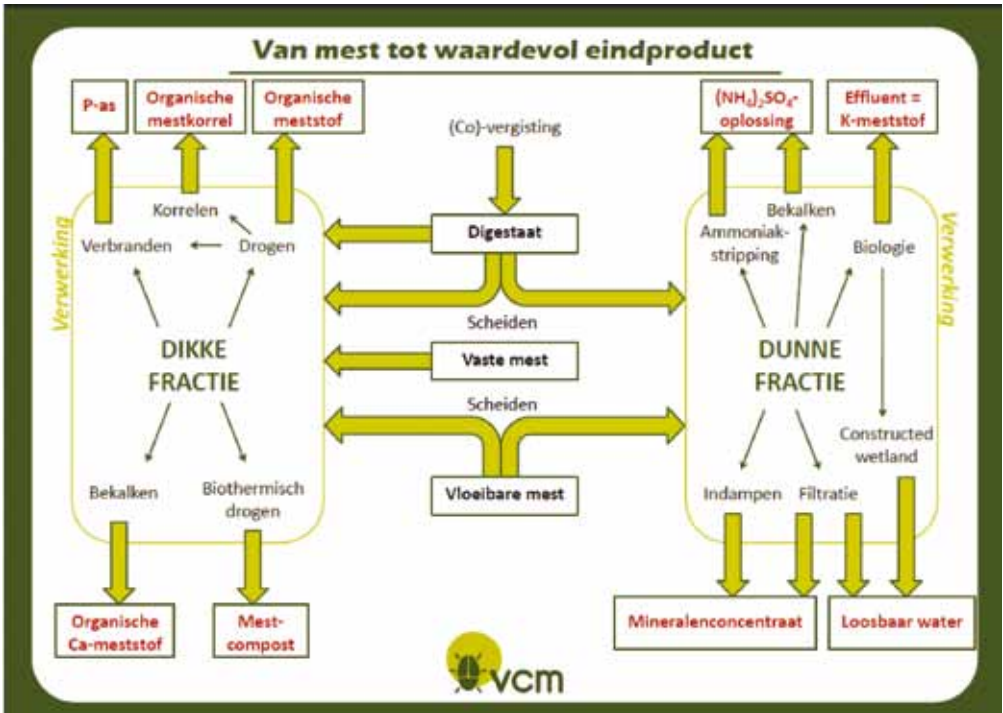 Van mest tot waardevol eindproduct
P-as
Organische
mestkorrel
Organische
meststof
(Co)-vergisting
(NH₄)₂SO₄-
oplossing
Effluent =
K-meststof
Verwerking
Korrelen
Verbranden
Drogen
DIKKE
FRACTIE
Bekalken
Biothermisch
drogen
Organische
Ca-meststof
Mest-
compost
Digestaat
Scheiden
Vaste mest
Scheiden
Vloeibare mest
Bekalken
Ammoniak-
stripping
Biologie
Verwerking
DUNNE
FRACTIE
Constructed
wetland
Indampen
Filtratie
Mineralenconcentraat
Loosbaar water
vcm